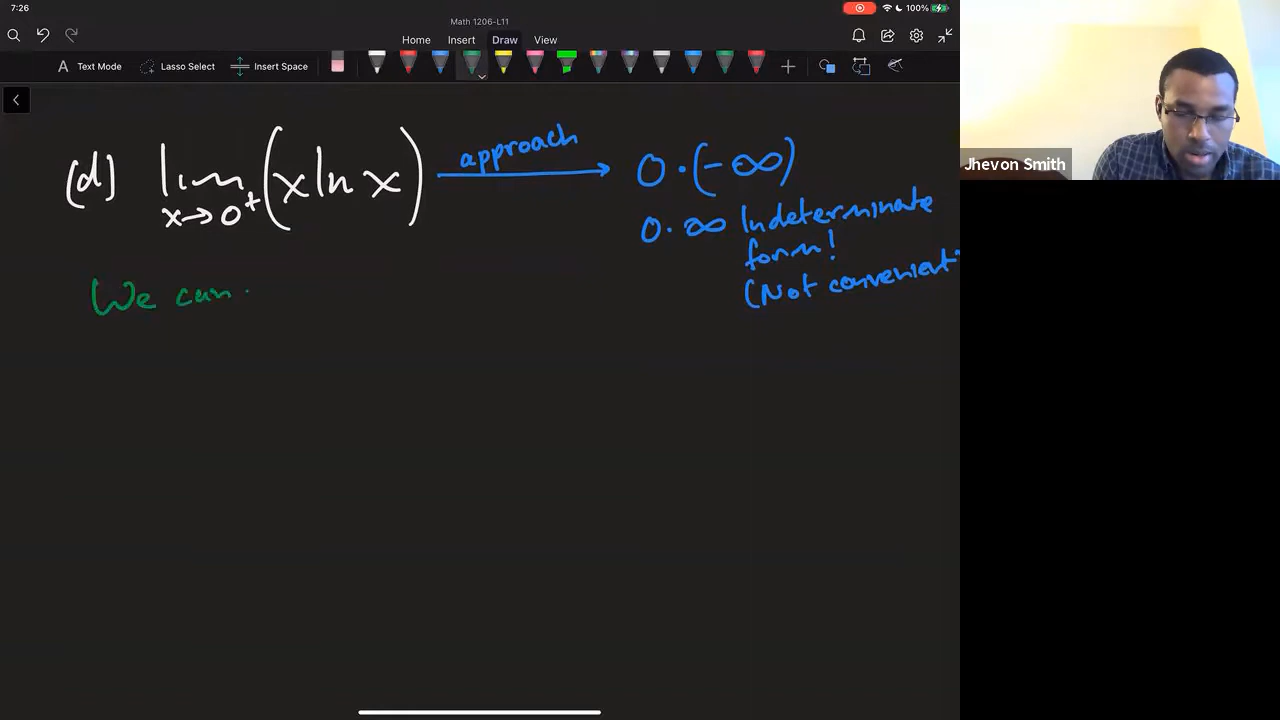 7:26
100%
Math 1206-L11
Home Insert Draw View
Text Mode Lasso Select Insert Space
Jhevon Smith
(d) lim (x ln x) approach 0·(-∞)
x→0⁺
0·∞ Indeterminate
form!
(Not convenient
We can